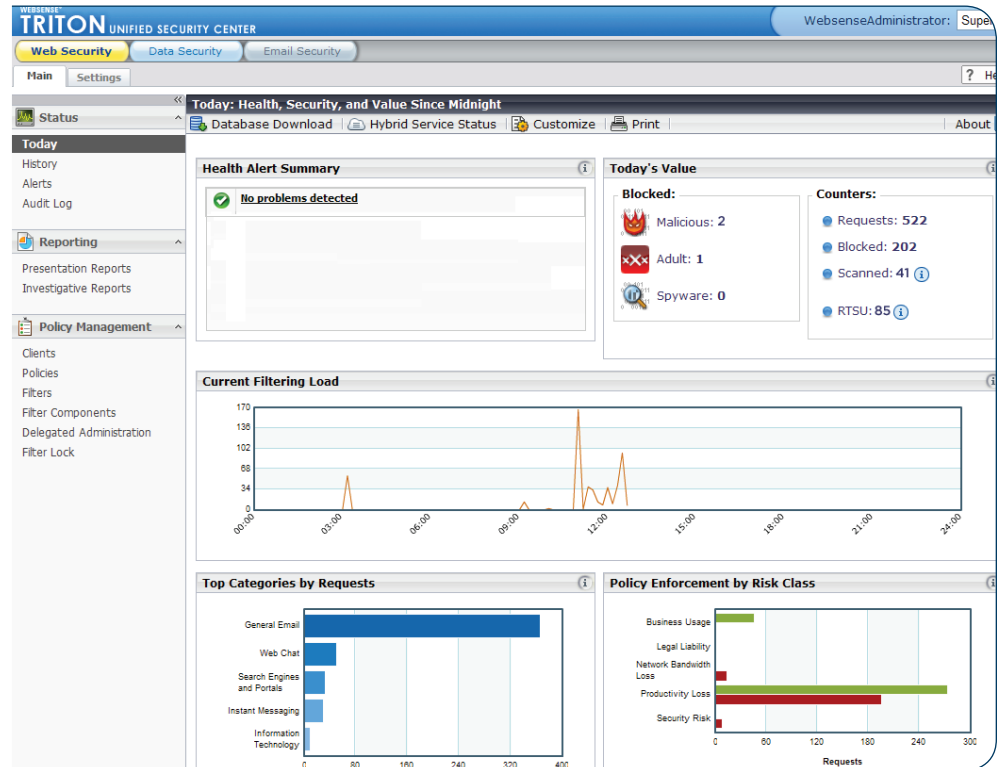 WEBSENSE
TRITON UNIFIED SECURITY CENTER
WebsenseAdministrator: Super
Web Security Data Security Email Security
Main Settings
? He
Status
Today
History
Alerts
Audit Log
Reporting
Presentation Reports
Investigative Reports
Policy Management
Clients
Policies
Filters
Filter Components
Delegated Administration
Filter Lock
Today: Health, Security, and Value Since Midnight
Database Download Hybrid Service Status Customize Print About
Health Alert Summary
No problems detected
Today's Value
Blocked:
Malicious: 2
Adult: 1
Spyware: 0
Counters:
Requests: 522
Blocked: 202
Scanned: 41
RTSU: 85
Current Filtering Load
170
136
102
68
34
0
00:00 03:00 06:00 09:00 12:00 15:00 18:00 21:00 24:00
Top Categories by Requests
General Email
Web Chat
Search Engines
and Portals
Instant Messaging
Information
Technology
0 80 160 240 320 400
Policy Enforcement by Risk Class
Business Usage
Legal Liability
Network Bandwidth
Loss
Productivity Loss
Security Risk
0 60 120 180 240 300
Requests